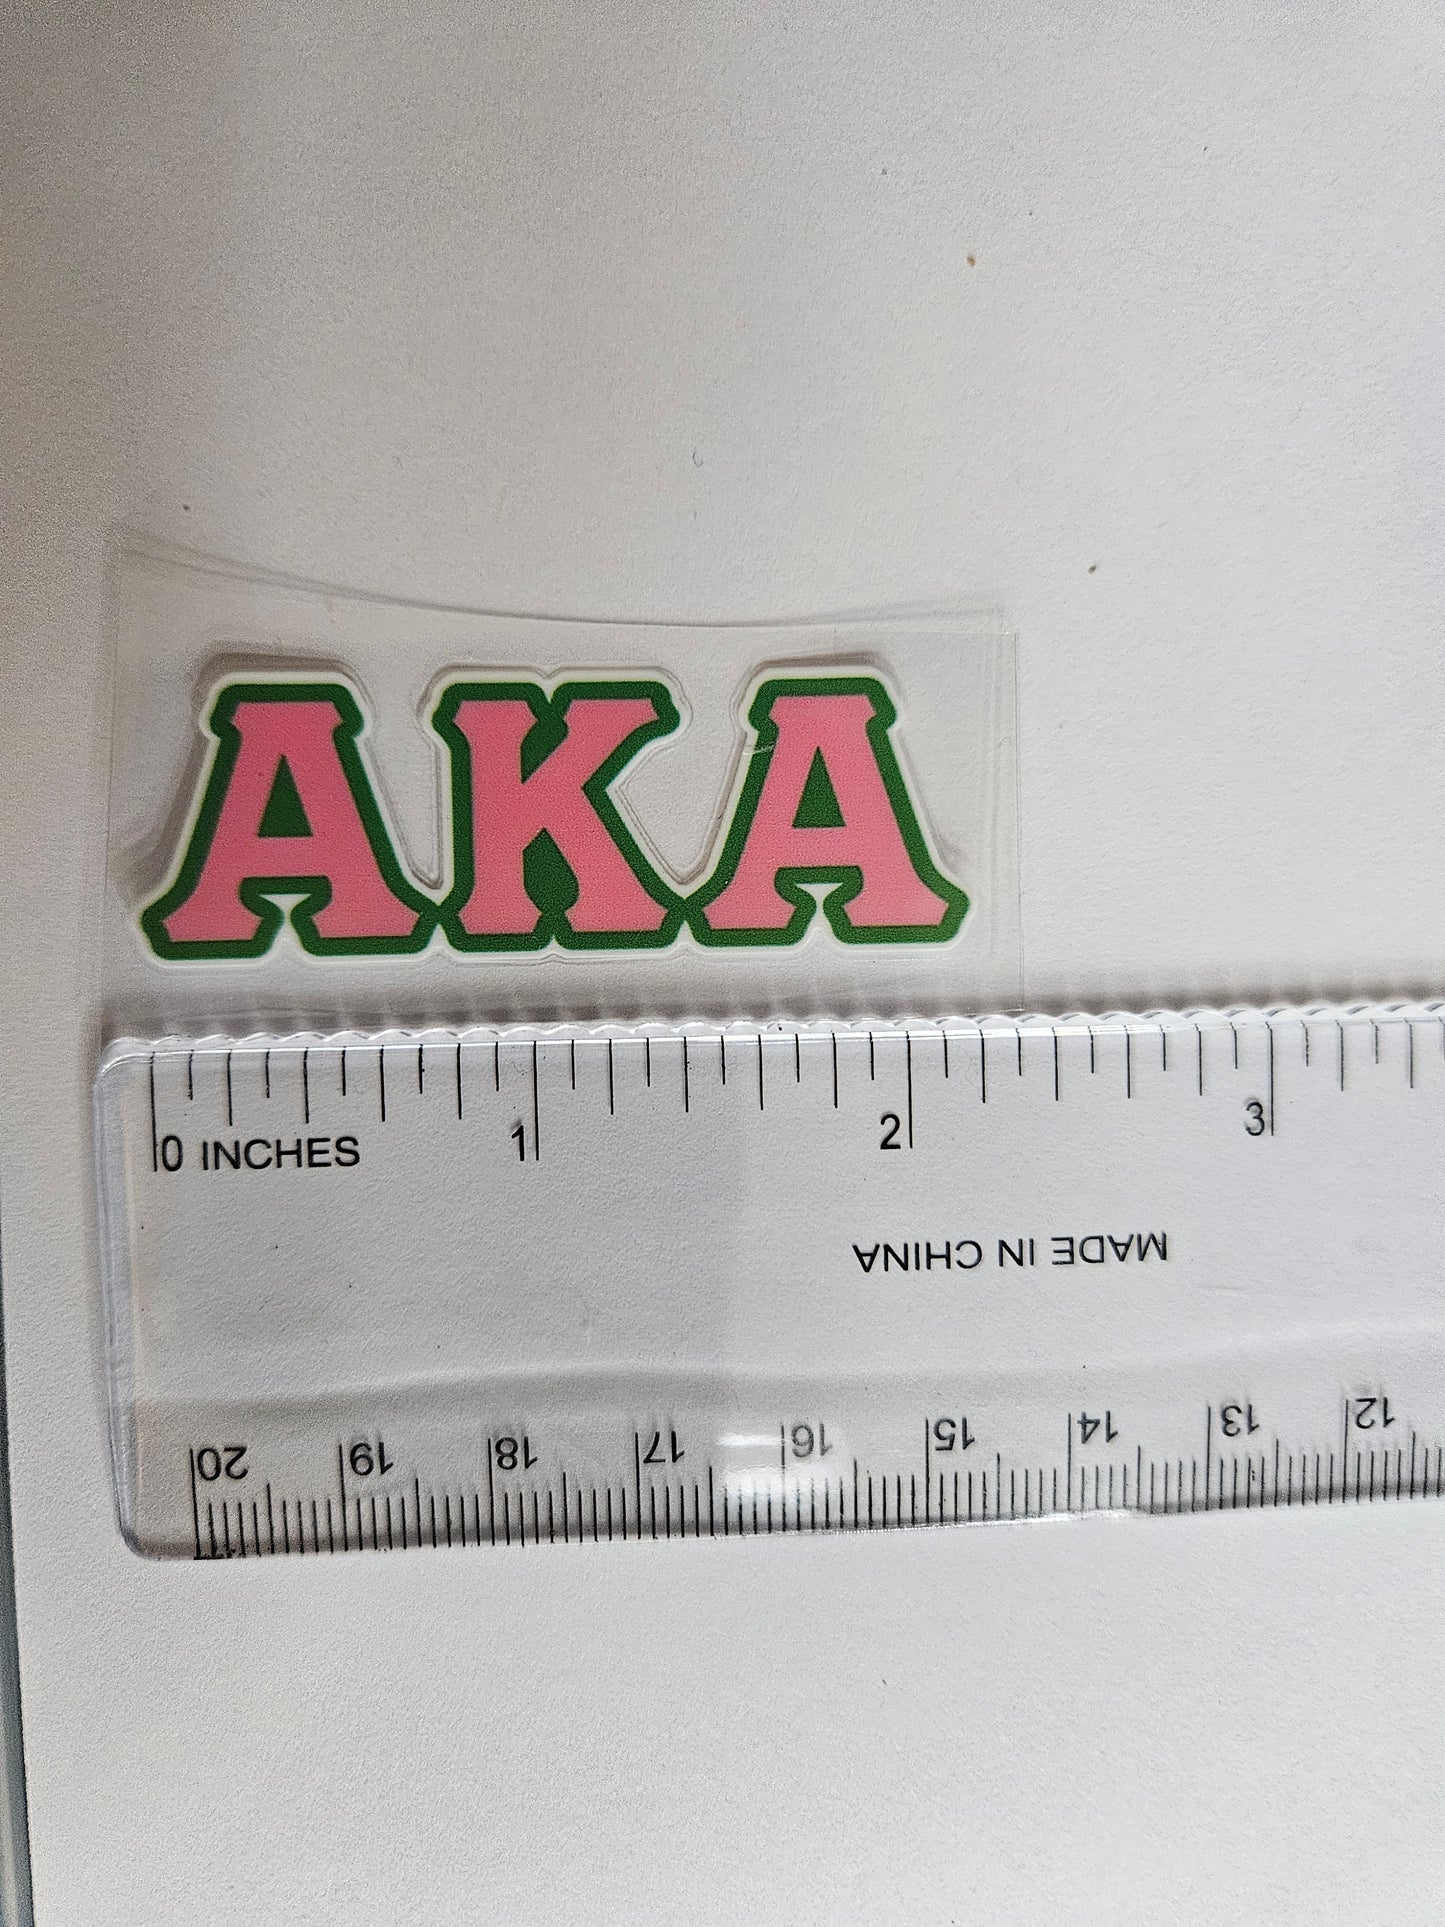 AKA
0 INCHES 1 2 3
MADE IN CHINA
20 19 18 17 16 15 14 13 12